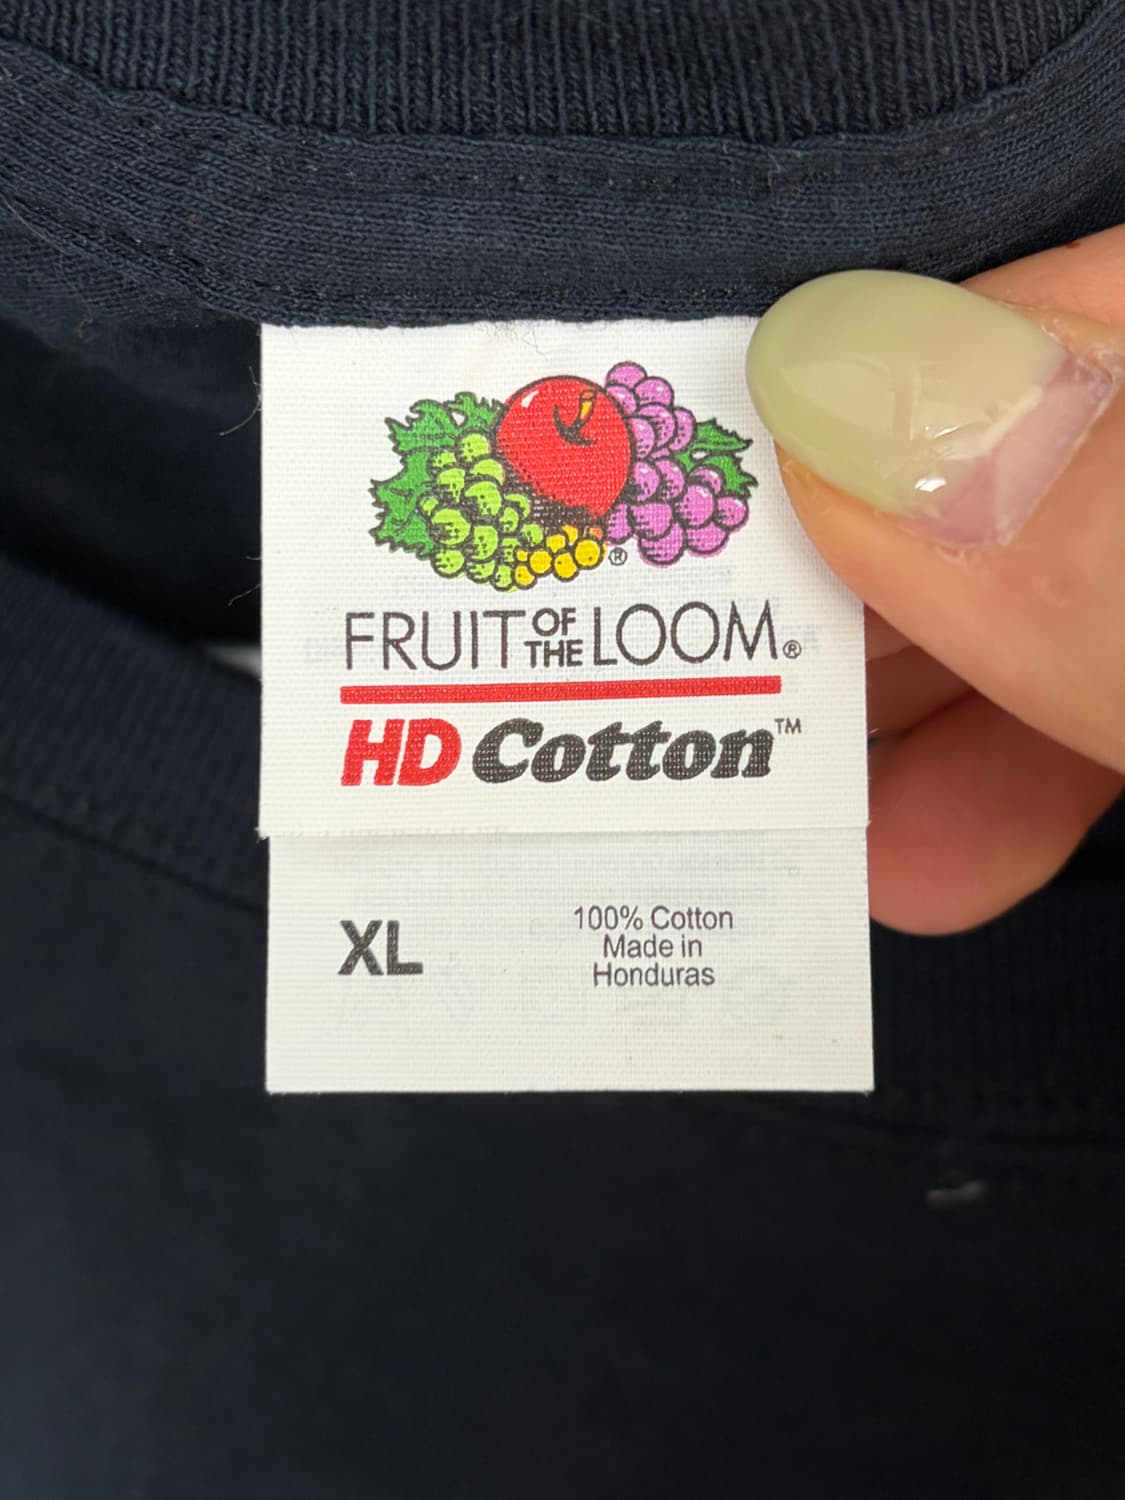 ®
FRUIT OF THE LOOM®
HD Cotton™
XL
100% Cotton
Made in
Honduras